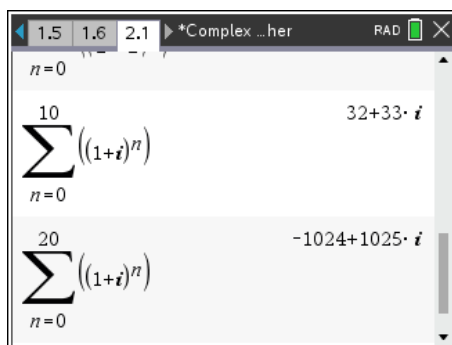 1.5 1.6 2.1 *Complex …her RAD
n=0
10
∑((1+i)ⁿ) 32+33·i
n=0
20
∑((1+i)ⁿ) -1024+1025·i
n=0